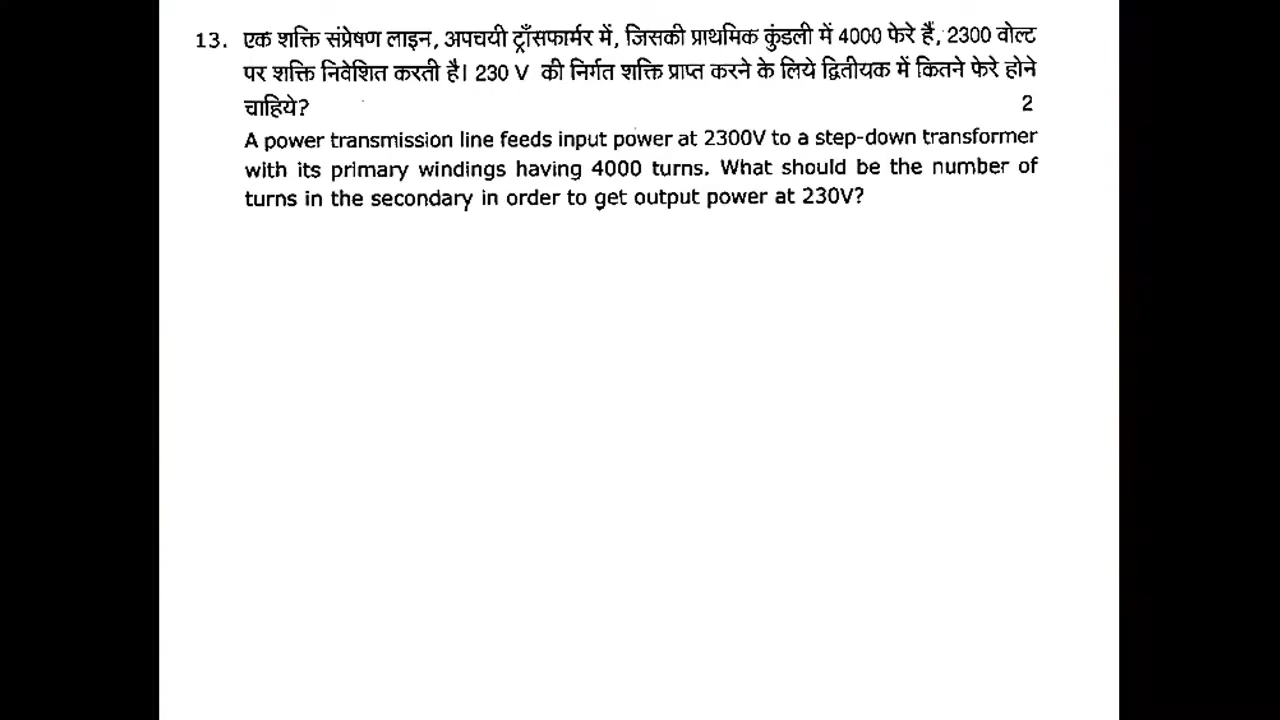 13. एक शक्ति संप्रेषण लाइन, अपचयी ट्राँसफार्मर में, जिसकी प्राथमिक कुंडली में 4000 फेरे हैं, 2300 वोल्ट
पर शक्ति निवेशित करती है। 230 V की निर्गत शक्ति प्राप्त करने के लिये द्वितीयक में कितने फेरे होने
चाहिये? 2
A power transmission line feeds input power at 2300V to a step-down transformer
with its primary windings having 4000 turns. What should be the number of
turns in the secondary in order to get output power at 230V?